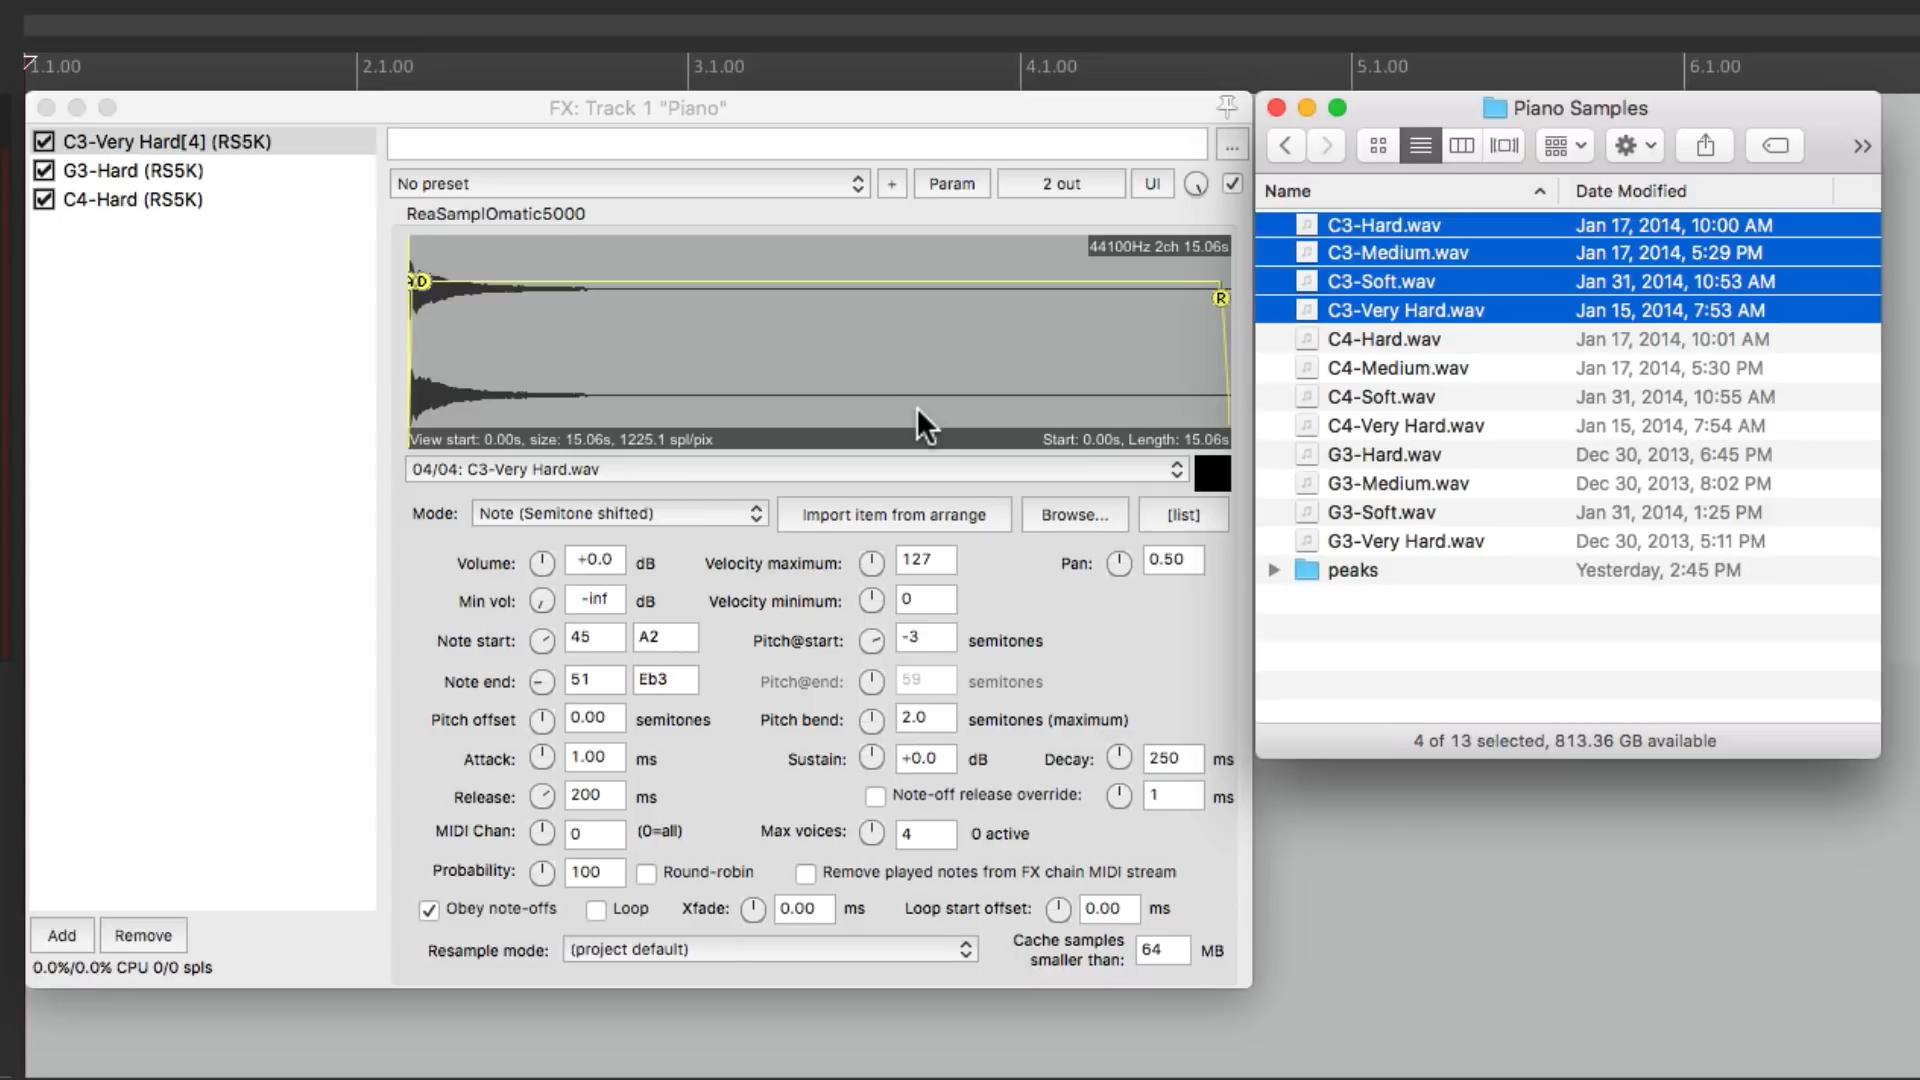 1.1.00 2.1.00 3.1.00 4.1.00 5.1.00 6.1.00
FX: Track 1 "Piano"
C3-Very Hard[4] (RS5K)
G3-Hard (RS5K)
C4-Hard (RS5K)
Add Remove
0.0%/0.0% CPU 0/0 spls
...
No preset + Param 2 out UI
ReaSamplOmatic5000
44100Hz 2ch 15.06s
D
R
View start: 0.00s, size: 15.06s, 1225.1 spl/pix Start: 0.00s, Length: 15.06s
04/04: C3-Very Hard.wav
Mode: Note (Semitone shifted) Import item from arrange Browse... [list]
Volume: +0.0 dB Velocity maximum: 127 Pan: 0.50
Min vol: -inf dB Velocity minimum: 0
Note start: 45 A2 Pitch@start: -3 semitones
Note end: 51 Eb3 Pitch@end: 59 semitones
Pitch offset 0.00 semitones Pitch bend: 2.0 semitones (maximum)
Attack: 1.00 ms Sustain: +0.0 dB Decay: 250 ms
Release: 200 ms Note-off release override: 1 ms
MIDI Chan: 0 (0=all) Max voices: 4 0 active
Probability: 100 Round-robin Remove played notes from FX chain MIDI stream
Obey note-offs Loop Xfade: 0.00 ms Loop start offset: 0.00 ms
Resample mode: (project default) Cache samples
smaller than: 64 MB
Piano Samples
Name Date Modified
C3-Hard.wav Jan 17, 2014, 10:00 AM
C3-Medium.wav Jan 17, 2014, 5:29 PM
C3-Soft.wav Jan 31, 2014, 10:53 AM
C3-Very Hard.wav Jan 15, 2014, 7:53 AM
C4-Hard.wav Jan 17, 2014, 10:01 AM
C4-Medium.wav Jan 17, 2014, 5:30 PM
C4-Soft.wav Jan 31, 2014, 10:55 AM
C4-Very Hard.wav Jan 15, 2014, 7:54 AM
G3-Hard.wav Dec 30, 2013, 6:45 PM
G3-Medium.wav Dec 30, 2013, 8:02 PM
G3-Soft.wav Jan 31, 2014, 1:25 PM
G3-Very Hard.wav Dec 30, 2013, 5:11 PM
peaks Yesterday, 2:45 PM
4 of 13 selected, 813.36 GB available